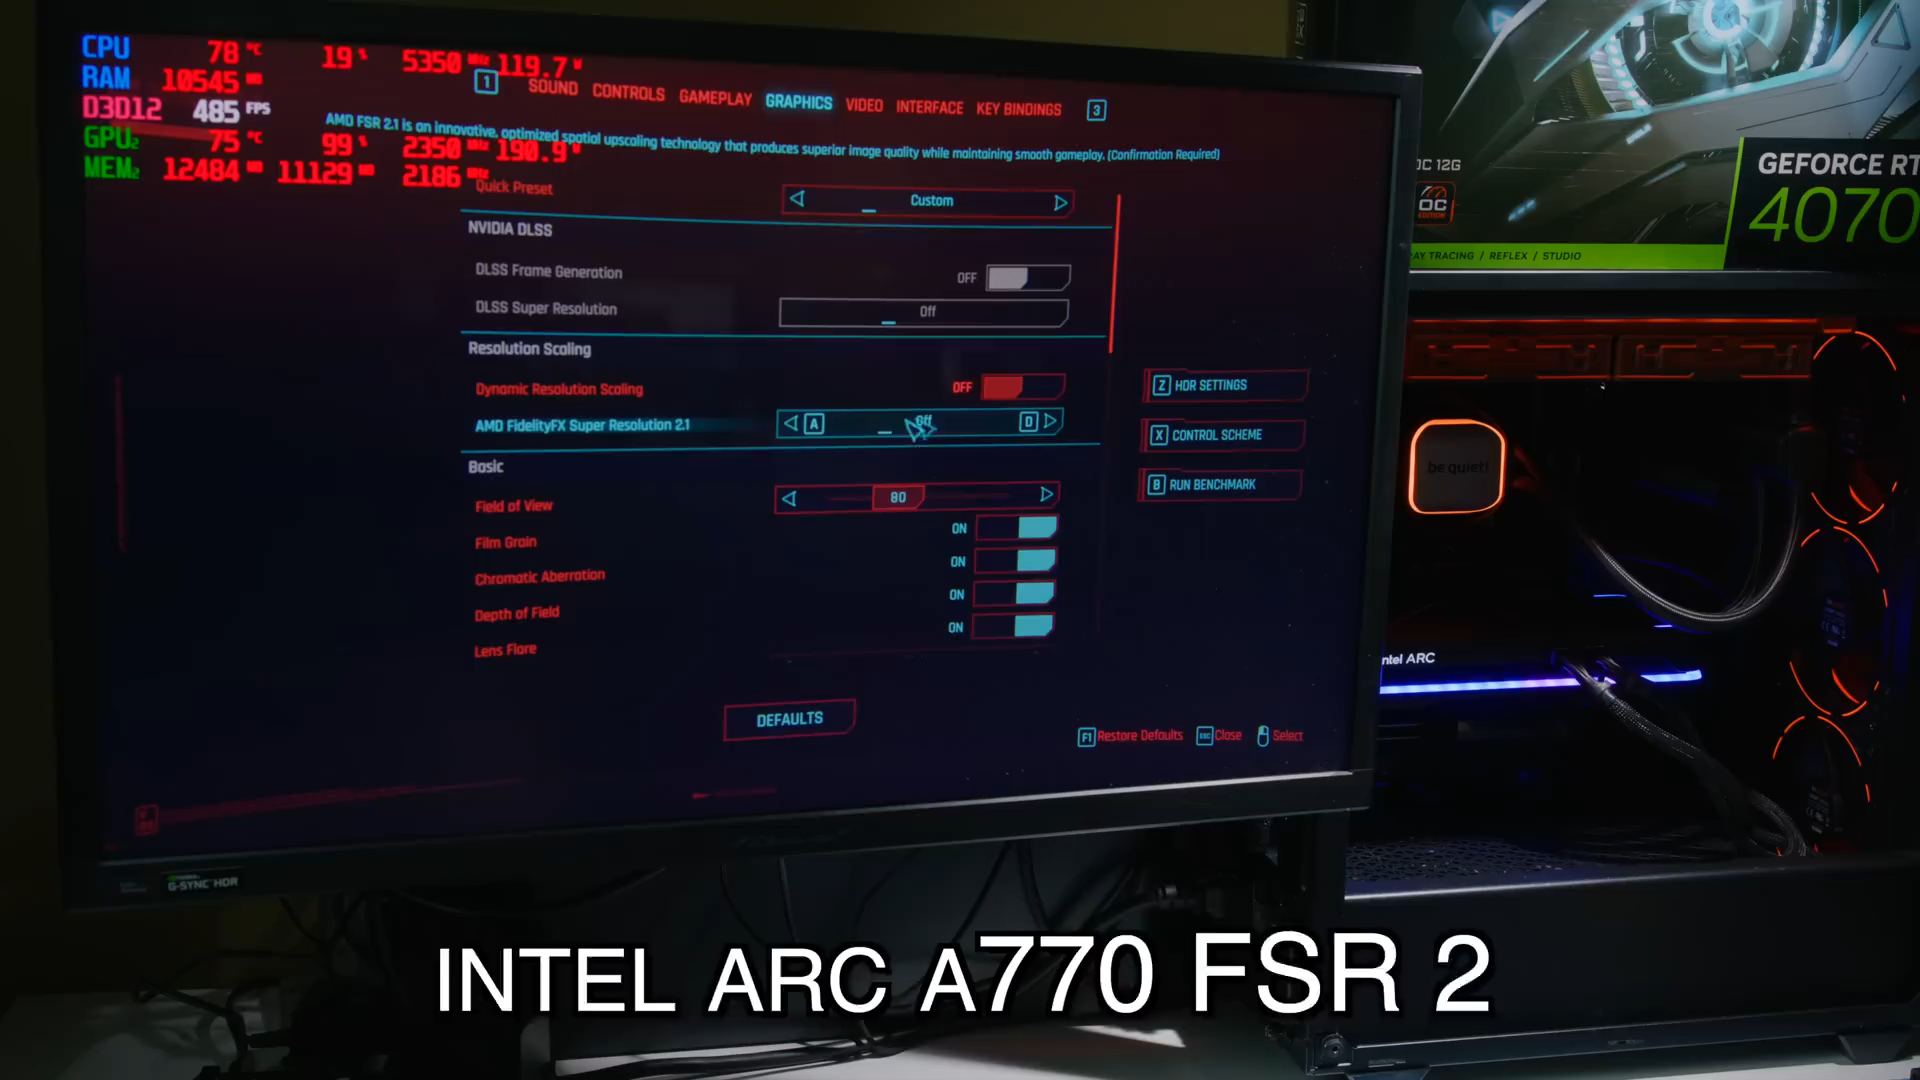 CPU 78 °C 19 % 5350 MHz 119.7 W
RAM 10545 MB
D3D12 485 FPS
GPU2 75 °C 99 % 2350 MHz 190.9 W
MEM2 12484 MB 11129 MB 2186 MHz
1 SOUND CONTROLS GAMEPLAY GRAPHICS VIDEO INTERFACE KEY BINDINGS 3
AMD FSR 2.1 is an innovative, optimized spatial upscaling technology that produces superior image quality while maintaining smooth gameplay. (Confirmation Required)
Quick Preset Custom
NVIDIA DLSS
DLSS Frame Generation OFF
DLSS Super Resolution Off
Resolution Scaling
Dynamic Resolution Scaling OFF
AMD FidelityFX Super Resolution 2.1 A Off D
Basic
Field of View 80
Film Grain ON
Chromatic Aberration ON
Depth of Field ON
Lens Flare ON
Z HDR SETTINGS
X CONTROL SCHEME
B RUN BENCHMARK
DEFAULTS
F1 Restore Defaults ESC Close Select
G-SYNC HDR
OC 12G
OC
EDITION
GEFORCE RT
4070
RAY TRACING / REFLEX / STUDIO
be quiet!
ntel ARC
INTEL ARC A770 FSR 2